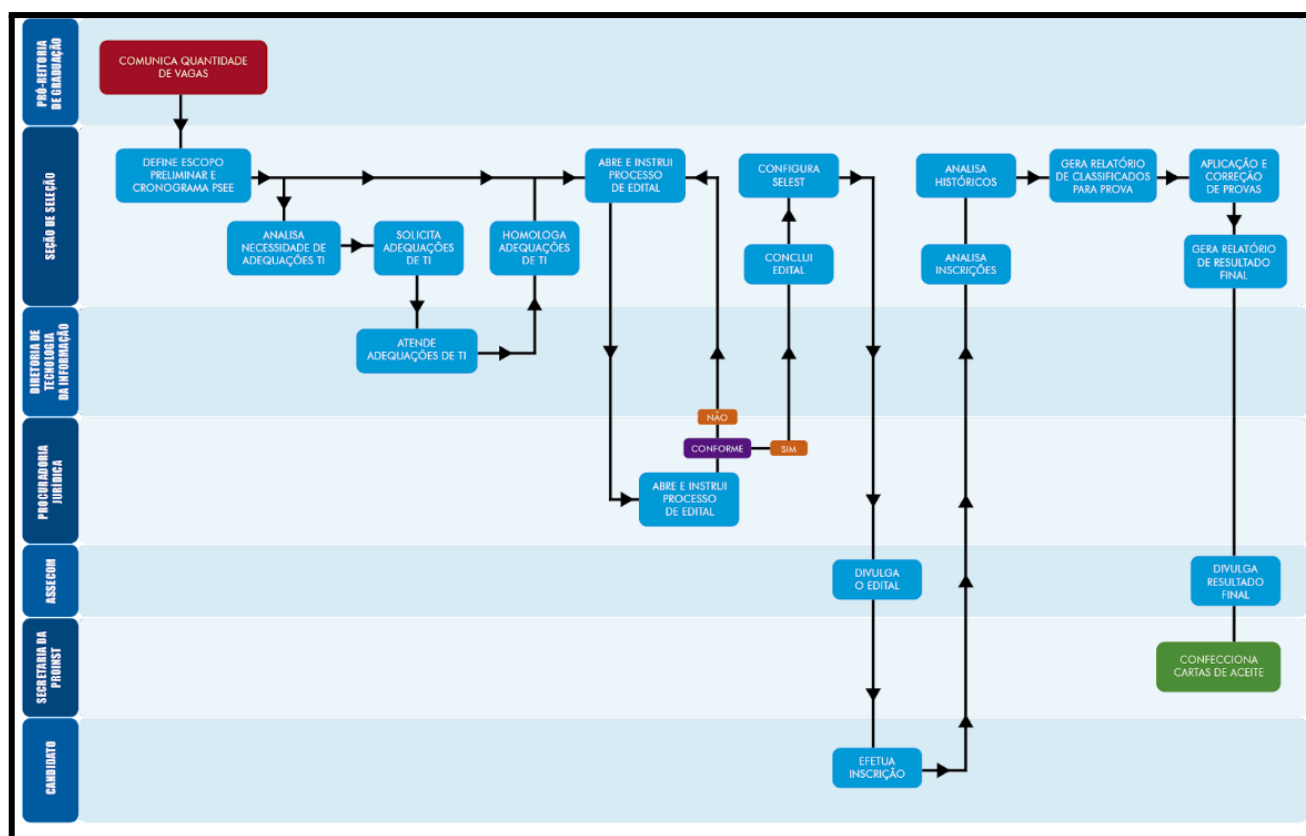 PRÓ-REITORIA
DE GRADUAÇÃO
COMUNICA QUANTIDADE
DE VAGAS
SEÇÃO DE SELEÇÃO
DEFINE ESCOPO
PRELIMINAR E
CRONOGRAMA PSEE
ANALISA
NECESSIDADE DE
ADEQUAÇÕES TI
SOLICITA
ADEQUAÇÕES
DE TI
HOMOLOGA
ADEQUAÇÕES
DE TI
ABRE E INSTRUI
PROCESSO
DE EDITAL
CONFIGURA
SELEST
CONCLUI
EDITAL
ANALISA
HISTÓRICOS
ANALISA
INSCRIÇÕES
GERA RELATÓRIO
DE CLASSIFICADOS
PARA PROVA
APLICAÇÃO E
CORREÇÃO
DE PROVAS
GERA RELATÓRIO
DE RESULTADO
FINAL
DIRETORIA DE
TECNOLOGIA
DA INFORMAÇÃO
ATENDE
ADEQUAÇÕES DE TI
PROCURADORIA
JURÍDICA
NÃO
CONFORME
SIM
ABRE E INSTRUI
PROCESSO
DE EDITAL
ASSECOM
DIVULGA
O EDITAL
DIVULGA
RESULTADO
FINAL
SECRETARIA DA
PROINST
CONFECCIONA
CARTAS DE ACEITE
CANDIDATO
EFETUA
INSCRIÇÃO